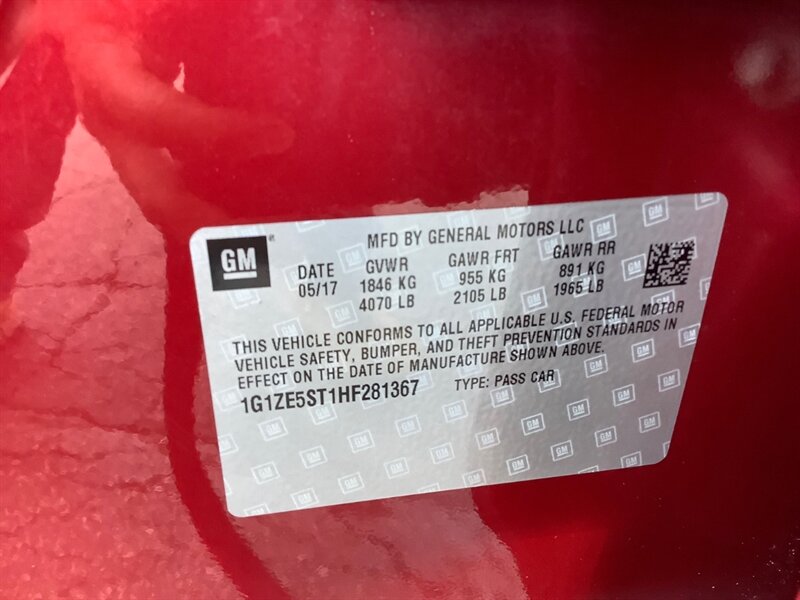 GM
MFD BY GENERAL MOTORS LLC
DATE GVWR GAWR FRT GAWR RR
05/17 1846 KG 955 KG 891 KG
4070 LB 2105 LB 1965 LB
THIS VEHICLE CONFORMS TO ALL APPLICABLE U.S. FEDERAL MOTOR
VEHICLE SAFETY, BUMPER, AND THEFT PREVENTION STANDARDS IN
EFFECT ON THE DATE OF MANUFACTURE SHOWN ABOVE.
1G1ZE5ST1HF281367 TYPE: PASS CAR